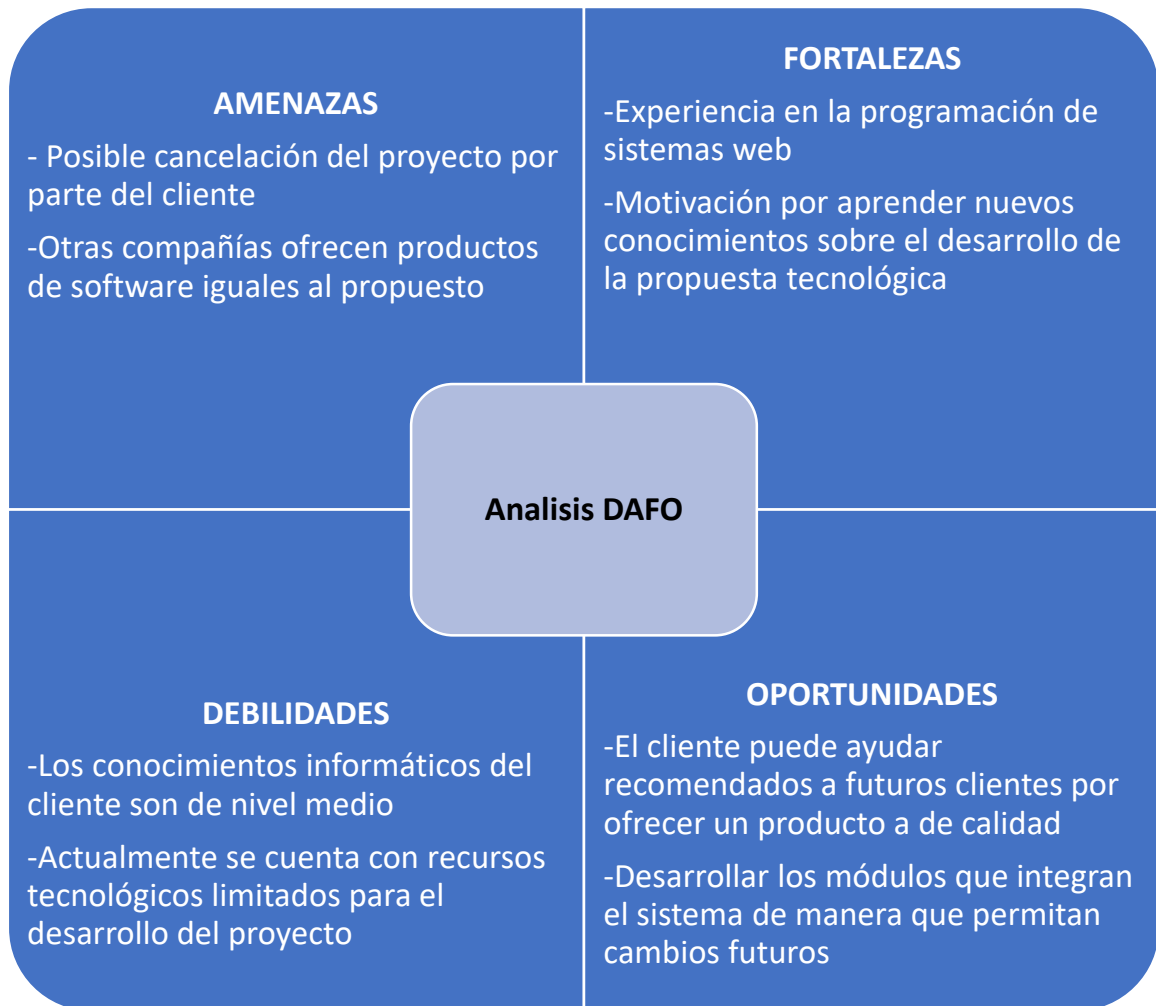 AMENAZAS
- Posible cancelación del proyecto por
parte del cliente
-Otras compañías ofrecen productos
de software iguales al propuesto
FORTALEZAS
-Experiencia en la programación de
sistemas web
-Motivación por aprender nuevos
conocimientos sobre el desarrollo de
la propuesta tecnológica
Analisis DAFO
DEBILIDADES
-Los conocimientos informáticos del
cliente son de nivel medio
-Actualmente se cuenta con recursos
tecnológicos limitados para el
desarrollo del proyecto
OPORTUNIDADES
-El cliente puede ayudar
recomendados a futuros clientes por
ofrecer un producto a de calidad
-Desarrollar los módulos que integran
el sistema de manera que permitan
cambios futuros